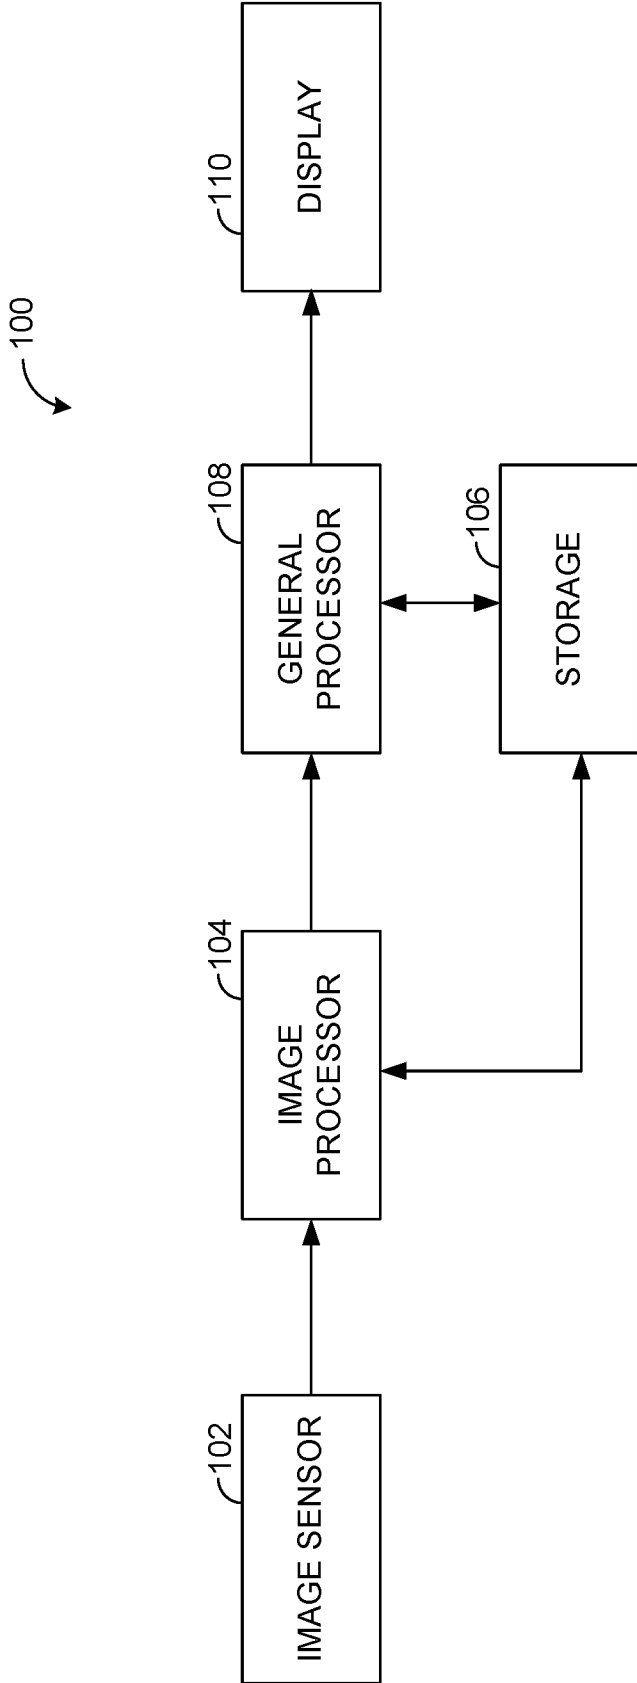 100
102
IMAGE SENSOR
104
IMAGE
PROCESSOR
108
GENERAL
PROCESSOR
110
DISPLAY
106
STORAGE